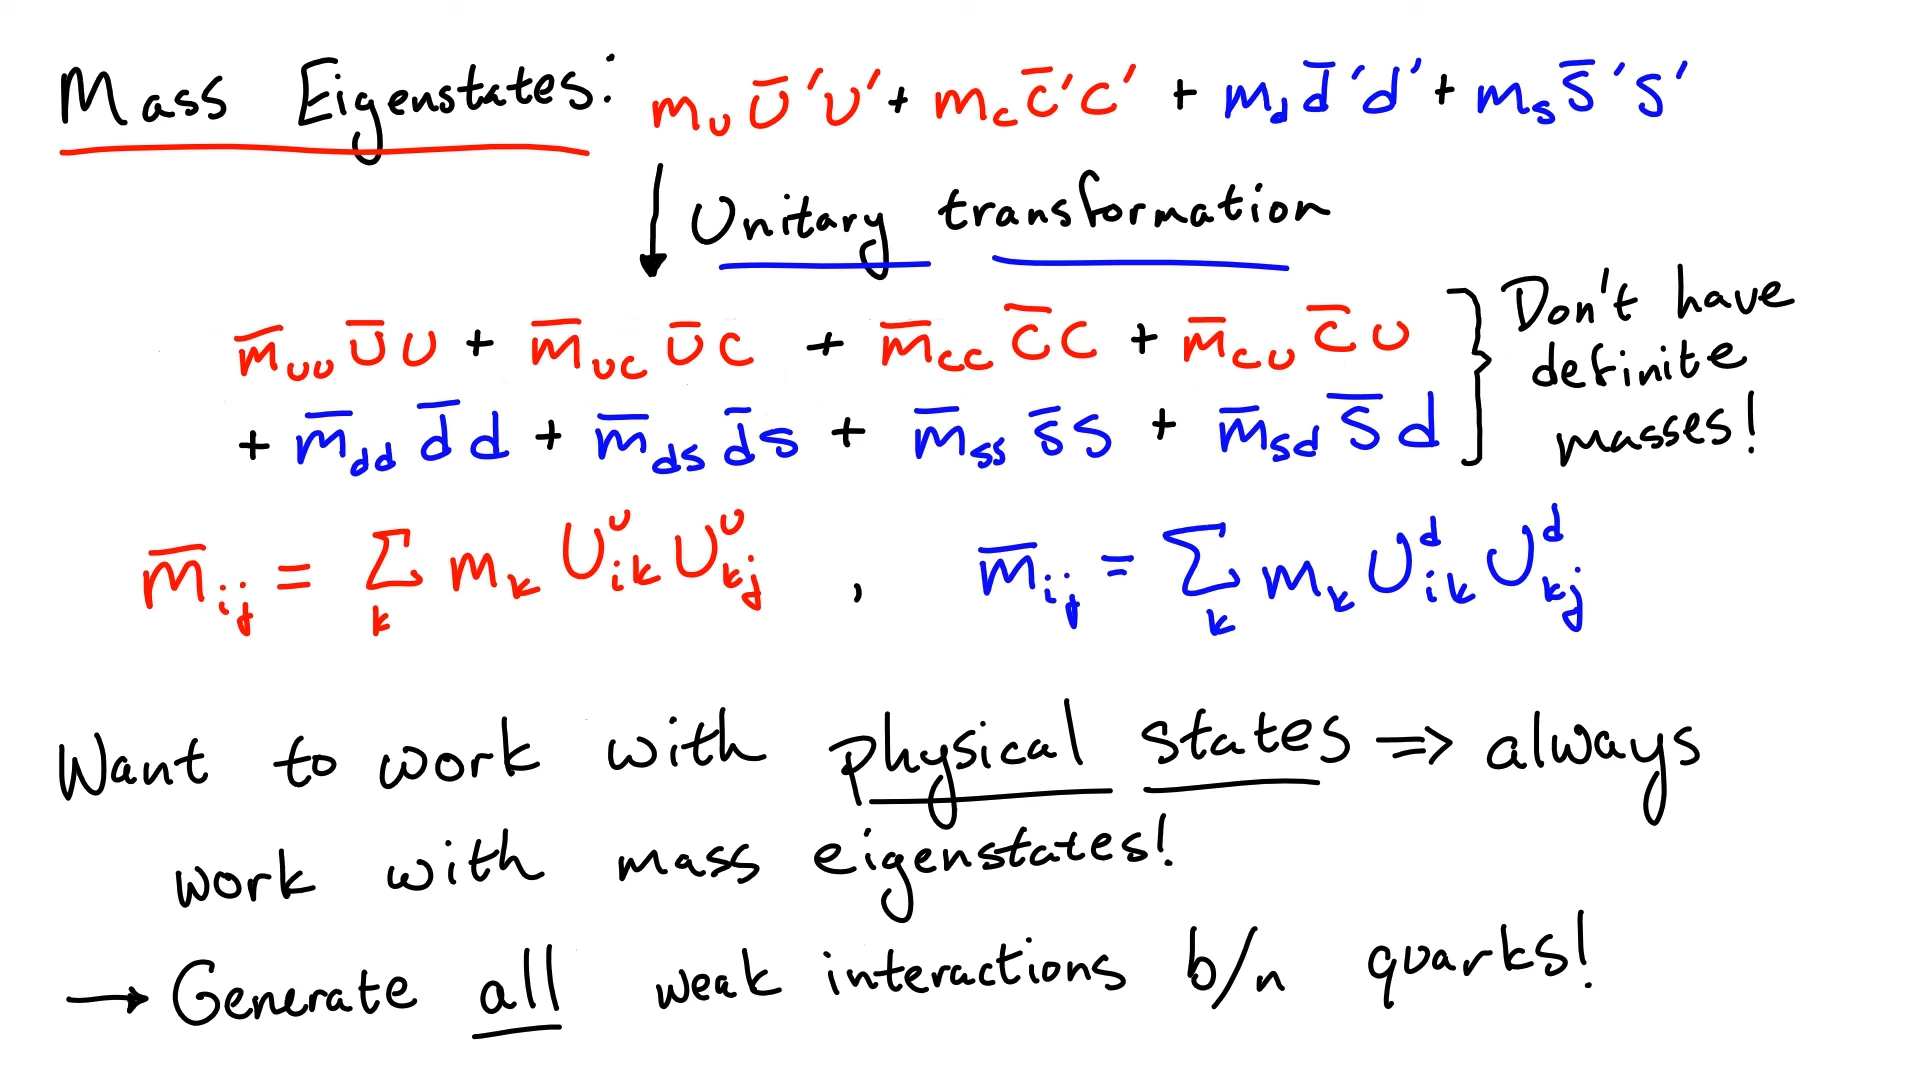 Mass Eigenstates: m_u ū'u' + m_c c̄'c' + m_d d̄'d' + m_s s̄'s'
↓ Unitary transformation
m̄_uu ūu + m̄_uc ūc + m̄_cc c̄c + m̄_cu c̄u
+ m̄_dd d̄d + m̄_ds d̄s + m̄_ss s̄s + m̄_sd s̄d
} Don't have
definite
masses!
m̄_ij = Σ_k m_k U^u_ik U^u_kj , m̄_ij = Σ_k m_k U^d_ik U^d_kj
Want to work with physical states => always
work with mass eigenstates!
→ Generate all weak interactions b/n quarks!